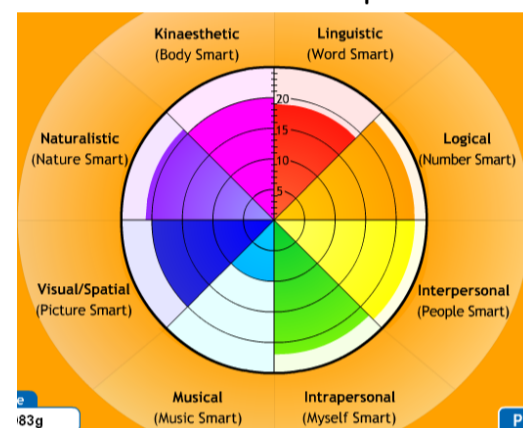 Kinaesthetic
(Body Smart)
Linguistic
(Word Smart)
Naturalistic
(Nature Smart)
Logical
(Number Smart)
20
15
10
5
Visual/Spatial
(Picture Smart)
Interpersonal
(People Smart)
Musical
(Music Smart)
Intrapersonal
(Myself Smart)
e
83g
P